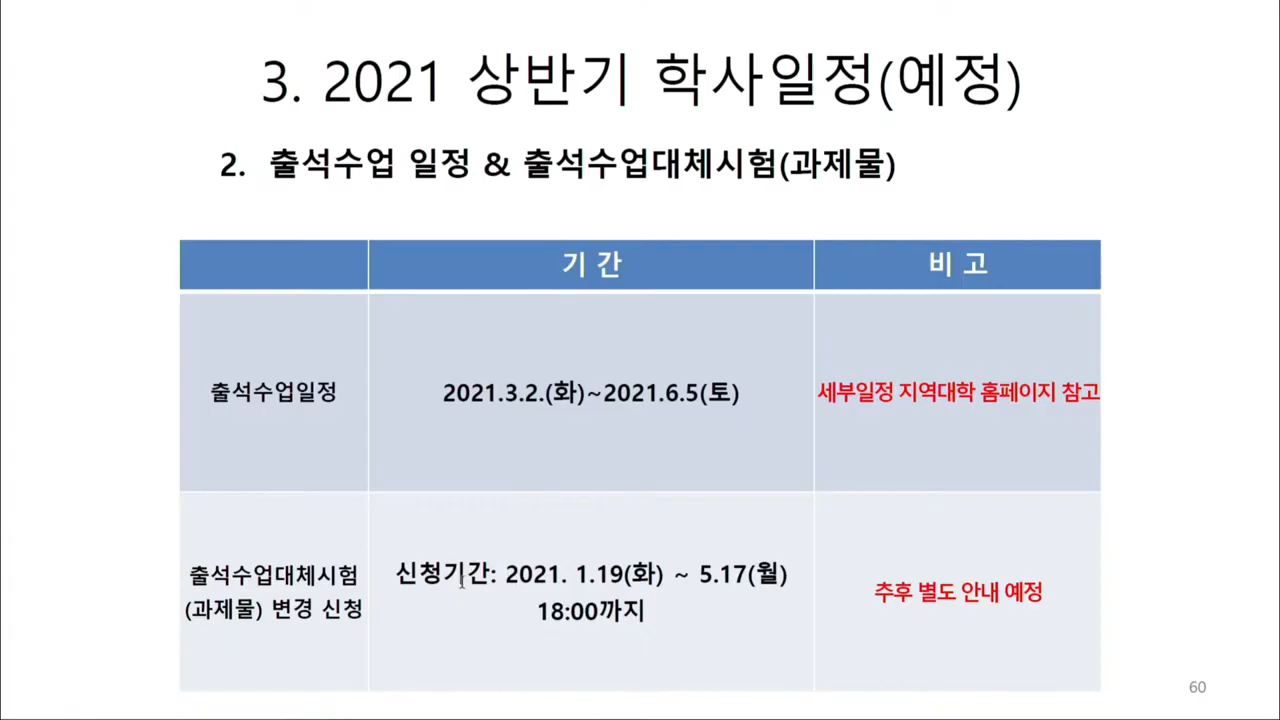 3. 2021 상반기 학사일정(예정)
2. 출석수업 일정 & 출석수업대체시험(과제물)
기 간
비 고
출석수업일정
2021.3.2.(화)~2021.6.5(토)
세부일정 지역대학 홈페이지 참고
출석수업대체시험
(과제물) 변경 신청
신청기간: 2021. 1.19(화) ~ 5.17(월)
18:00까지
추후 별도 안내 예정
60